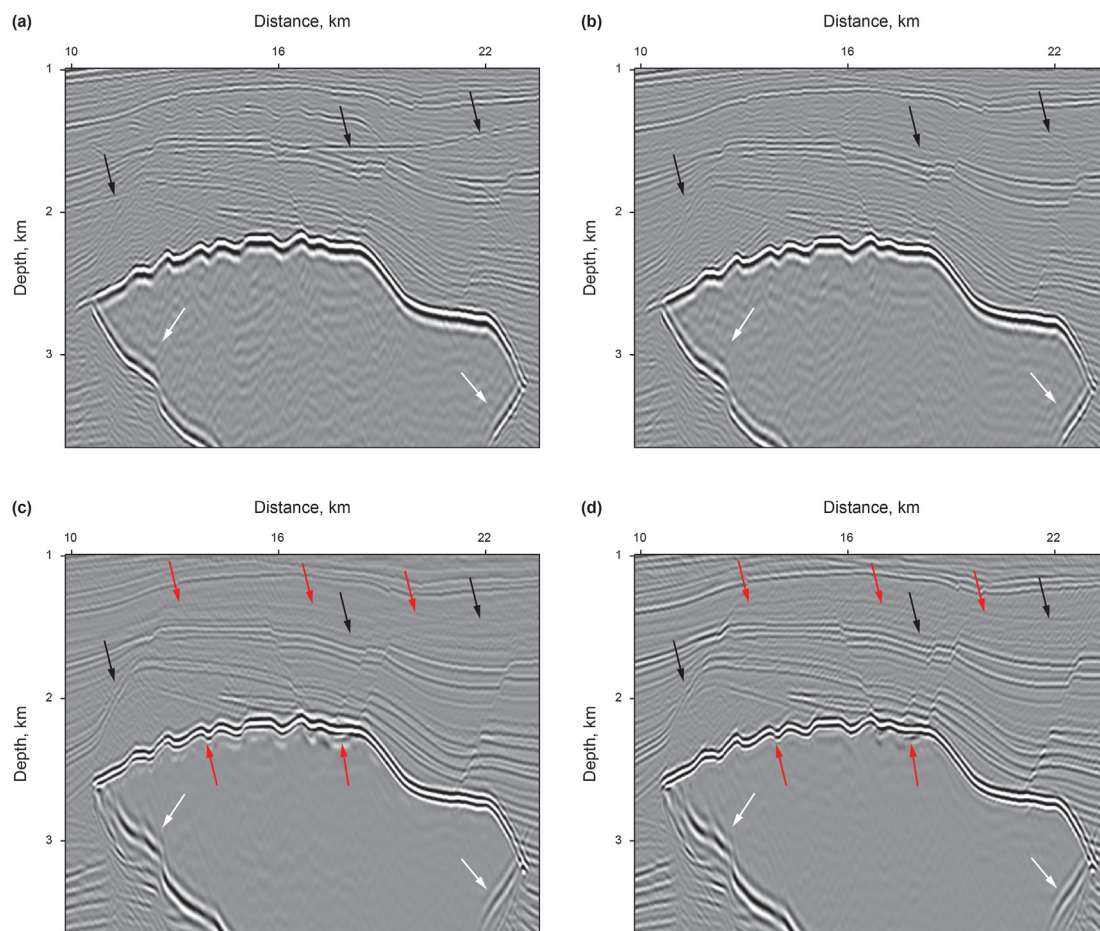 (a)
Distance, km
10 16 22
1
2
3
Depth, km
(b)
Distance, km
10 16 22
1
2
3
Depth, km
(c)
Distance, km
10 16 22
1
2
3
Depth, km
(d)
Distance, km
10 16 22
1
2
3
Depth, km